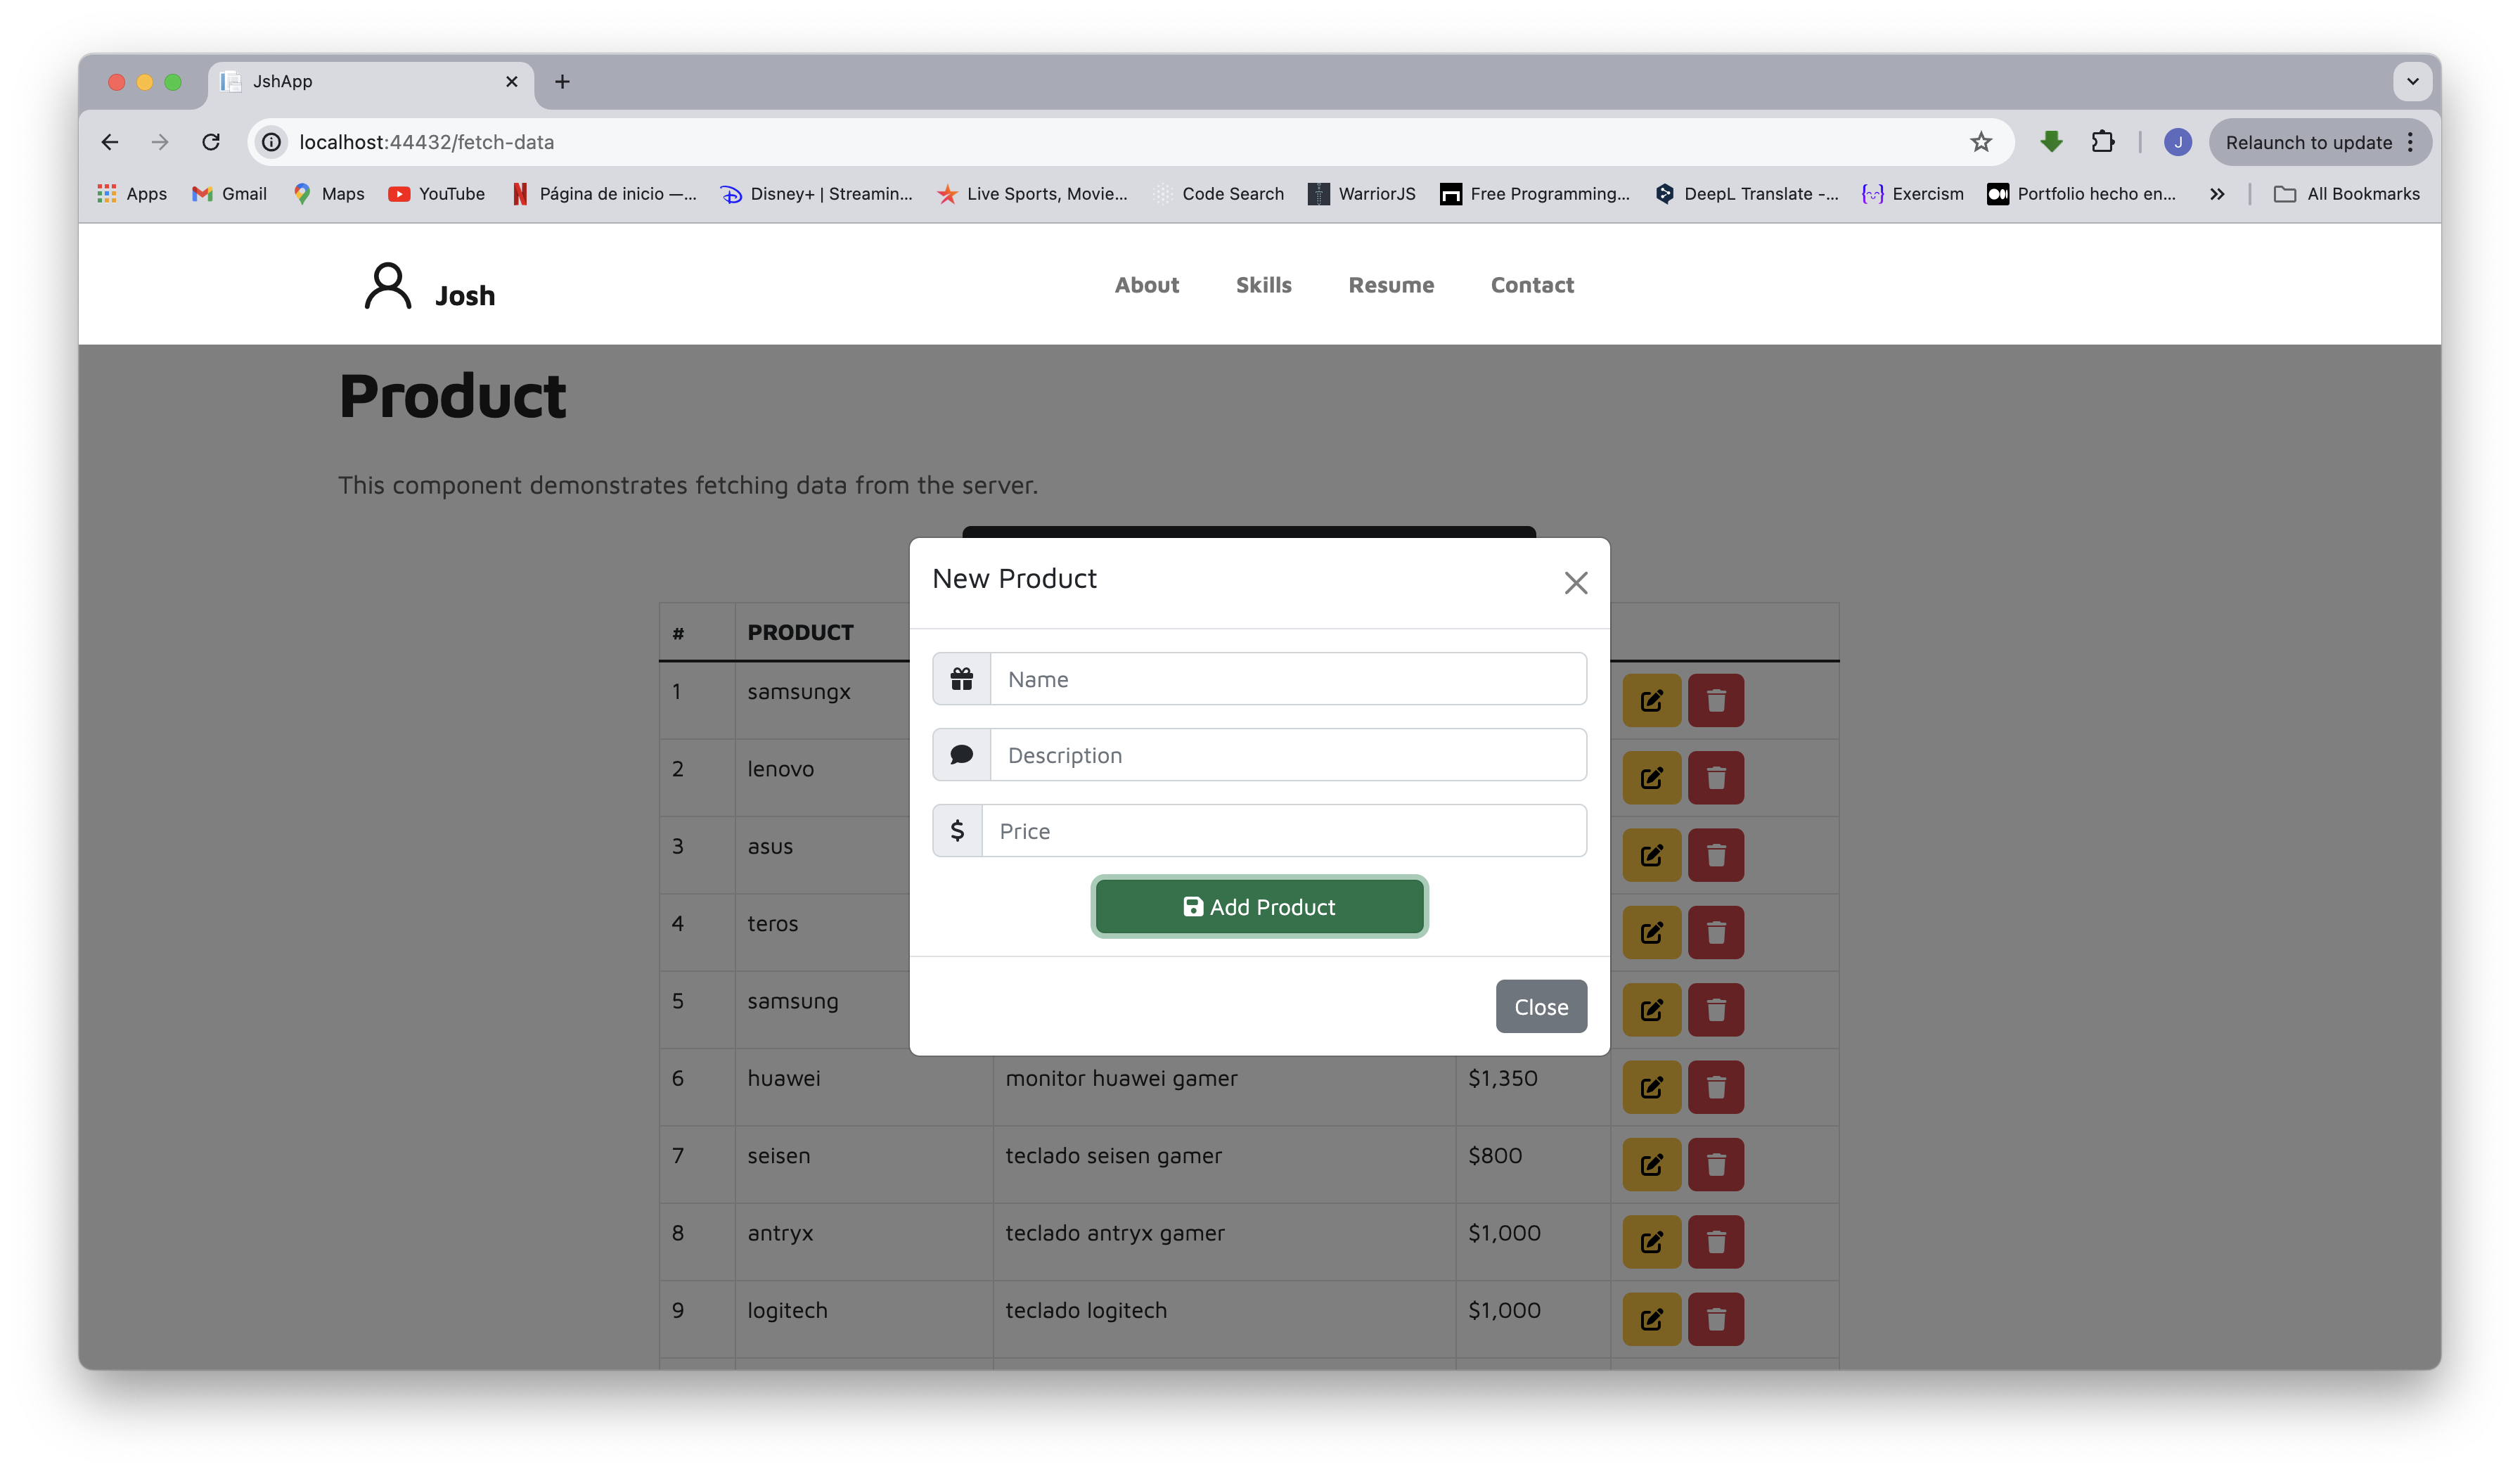 JshApp
localhost:44432/fetch-data
J
Relaunch to update
Apps Gmail Maps YouTube Página de inicio —... Disney+ | Streamin... Live Sports, Movie... Code Search WarriorJS Free Programming... DeepL Translate -... Exercism Portfolio hecho en... All Bookmarks
Josh About Skills Resume Contact
Product
This component demonstrates fetching data from the server.
New Product
# PRODUCT
Name
1 samsungx
Description
2 lenovo
Price
3 asus
Add Product
4 teros
5 samsung
Close
6 huawei monitor huawei gamer $1,350
7 seisen teclado seisen gamer $800
8 antryx teclado antryx gamer $1,000
9 logitech teclado logitech $1,000